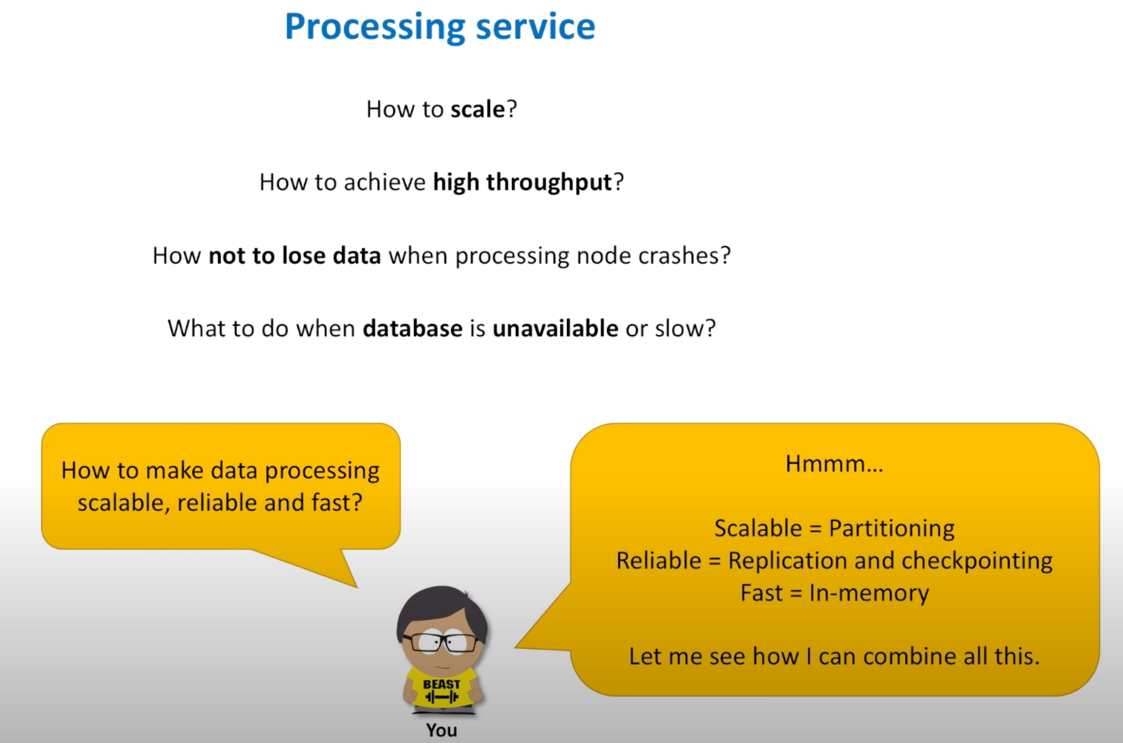 Processing service
How to scale?
How to achieve high throughput?
How not to lose data when processing node crashes?
What to do when database is unavailable or slow?
How to make data processing
scalable, reliable and fast?
Hmmm...
Scalable = Partitioning
Reliable = Replication and checkpointing
Fast = In-memory
Let me see how I can combine all this.
BEAST
You